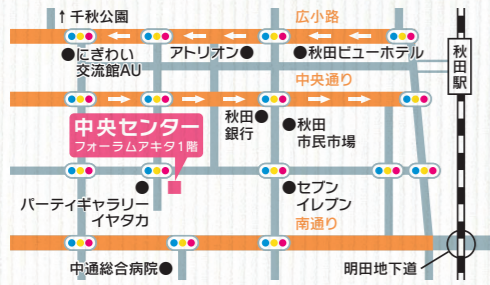 ↑千秋公園
広小路
にぎわい
交流館AU
アトリオン
秋田ビューホテル
秋田駅
中央通り
秋田
銀行
秋田
市民市場
中央センター
フォーラムアキタ1階
パーティギャラリー
イヤタカ
セブン
イレブン
南通り
中通総合病院
明田地下道